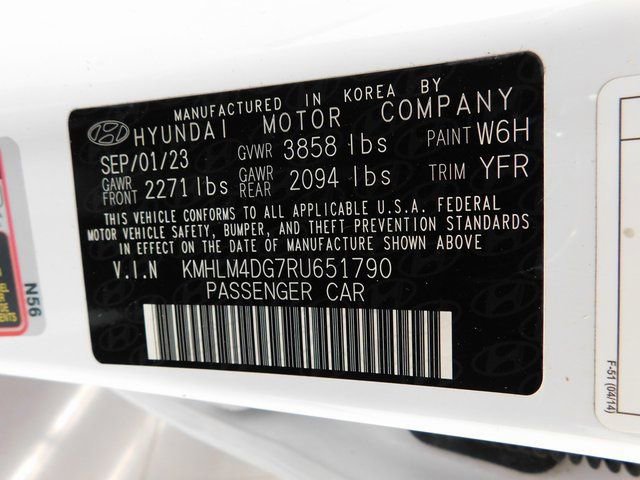 MANUFACTURED IN KOREA BY
HYUNDAI MOTOR COMPANY
SEP/01/23 GVWR 3858 lbs PAINT W6H
GAWR FRONT 2271 lbs GAWR REAR 2094 lbs TRIM YFR
THIS VEHICLE CONFORMS TO ALL APPLICABLE U.S.A. FEDERAL
MOTOR VEHICLE SAFETY, BUMPER, AND THEFT PREVENTION STANDARDS
IN EFFECT ON THE DATE OF MANUFACTURE SHOWN ABOVE
V.I.N KMHLM4DG7RU651790
PASSENGER CAR
N56
F-51 (04/14)